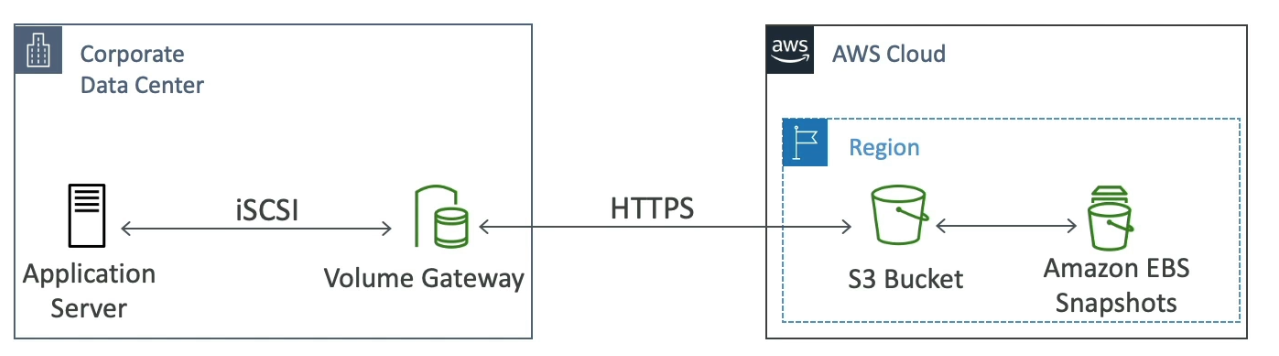 Corporate
Data Center
aws
AWS Cloud
Region
iSCSI
HTTPS
Application
Server
Volume Gateway
S3 Bucket
Amazon EBS
Snapshots